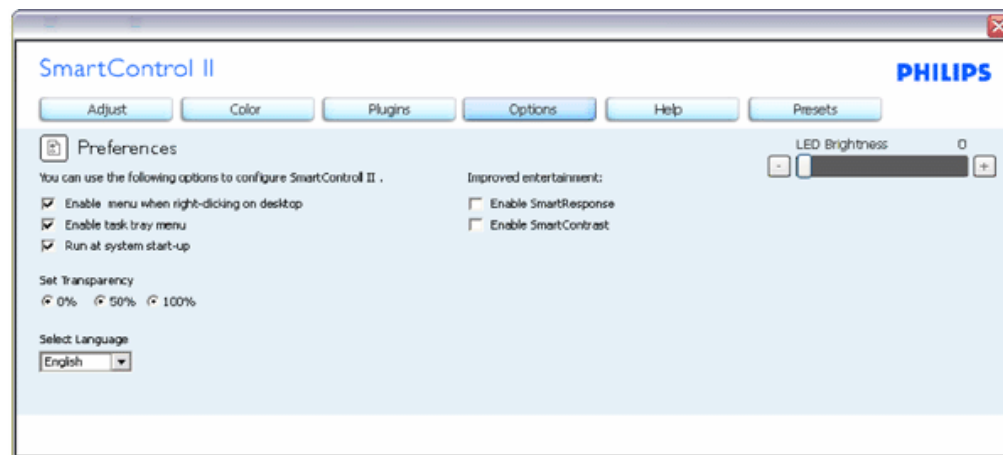 SmartControl II
PHILIPS
Adjust Color Plugins Options Help Presets
Preferences
LED Brightness 0
You can use the following options to configure SmartControl II .
Improved entertainment:
Enable menu when right-clicking on desktop
Enable SmartResponse
Enable task tray menu
Enable SmartContrast
Run at system start-up
Set Transparency
0% 50% 100%
Select Language
English